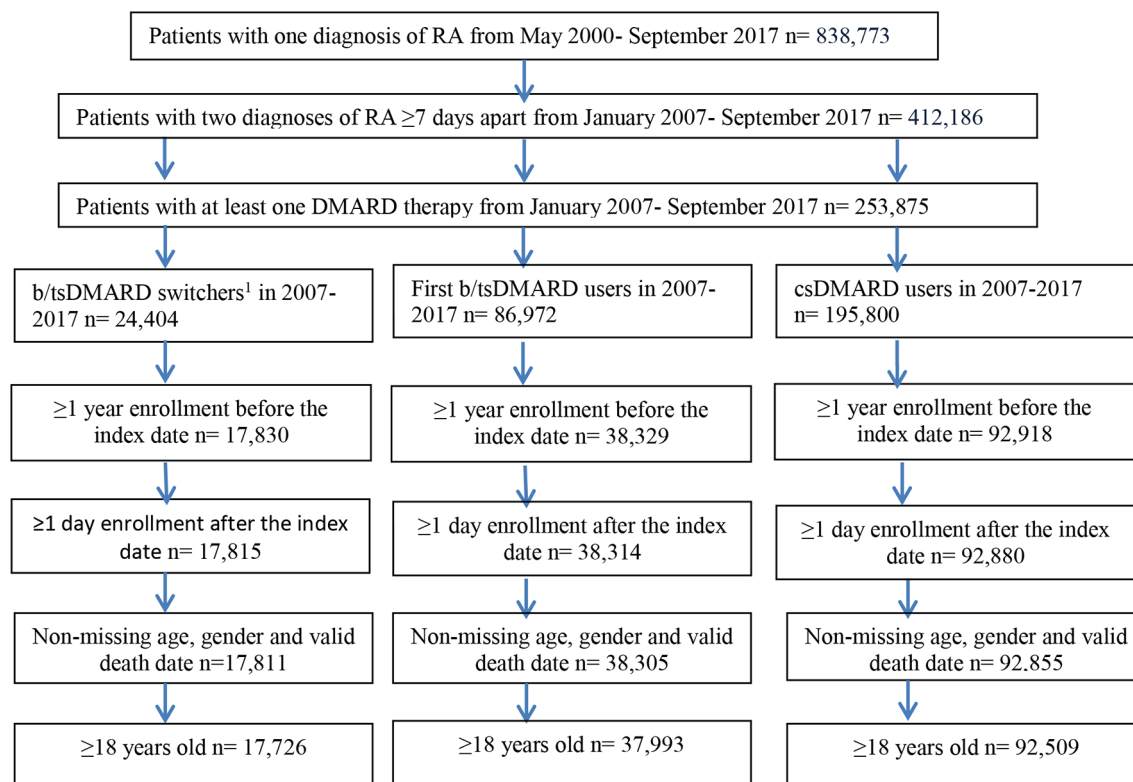 Patients with one diagnosis of RA from May 2000- September 2017 n= 838,773
Patients with two diagnoses of RA ≥7 days apart from January 2007- September 2017 n= 412,186
Patients with at least one DMARD therapy from January 2007- September 2017 n= 253,875
b/tsDMARD switchers¹ in 2007-
2017 n= 24,404
First b/tsDMARD users in 2007-
2017 n= 86,972
csDMARD users in 2007-2017
n= 195,800
≥1 year enrollment before the
index date n= 17,830
≥1 year enrollment before the
index date n= 38,329
≥1 year enrollment before the
index date n= 92,918
≥1 day enrollment after the index
date n= 17,815
≥1 day enrollment after the index
date n= 38,314
≥1 day enrollment after the index
date n= 92,880
Non-missing age, gender and valid
death date n=17,811
Non-missing age, gender and valid
death date n= 38,305
Non-missing age, gender and valid
death date n= 92.855
≥18 years old n= 17,726
≥18 years old n= 37,993
≥18 years old n= 92,509